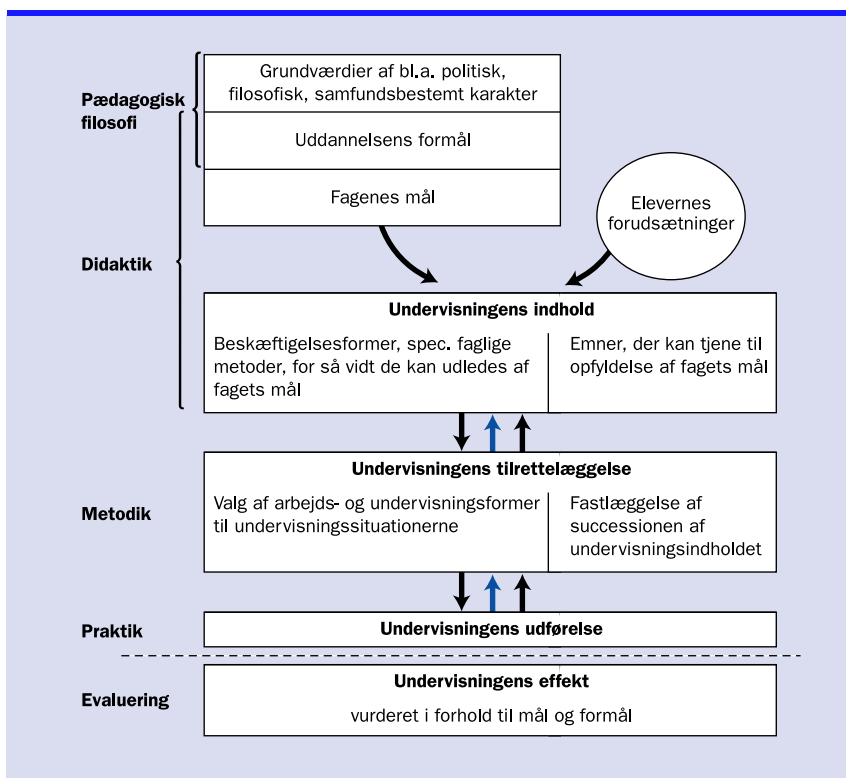 Pædagogisk
filosofi
Grundværdier af bl.a. politisk,
filosofisk, samfundsbestemt karakter
Uddannelsens formål
Fagenes mål
Elevernes
forudsætninger
Didaktik
Undervisningens indhold
Beskæftigelsesformer, spec. faglige
metoder, for så vidt de kan udledes af
fagets mål
Emner, der kan tjene til
opfyldelse af fagets mål
Metodik
Undervisningens tilrettelæggelse
Valg af arbejds- og undervisningsformer
til undervisningssituationerne
Fastlæggelse af
successionen af
undervisningsindholdet
Praktik
Undervisningens udførelse
Evaluering
Undervisningens effekt
vurderet i forhold til mål og formål